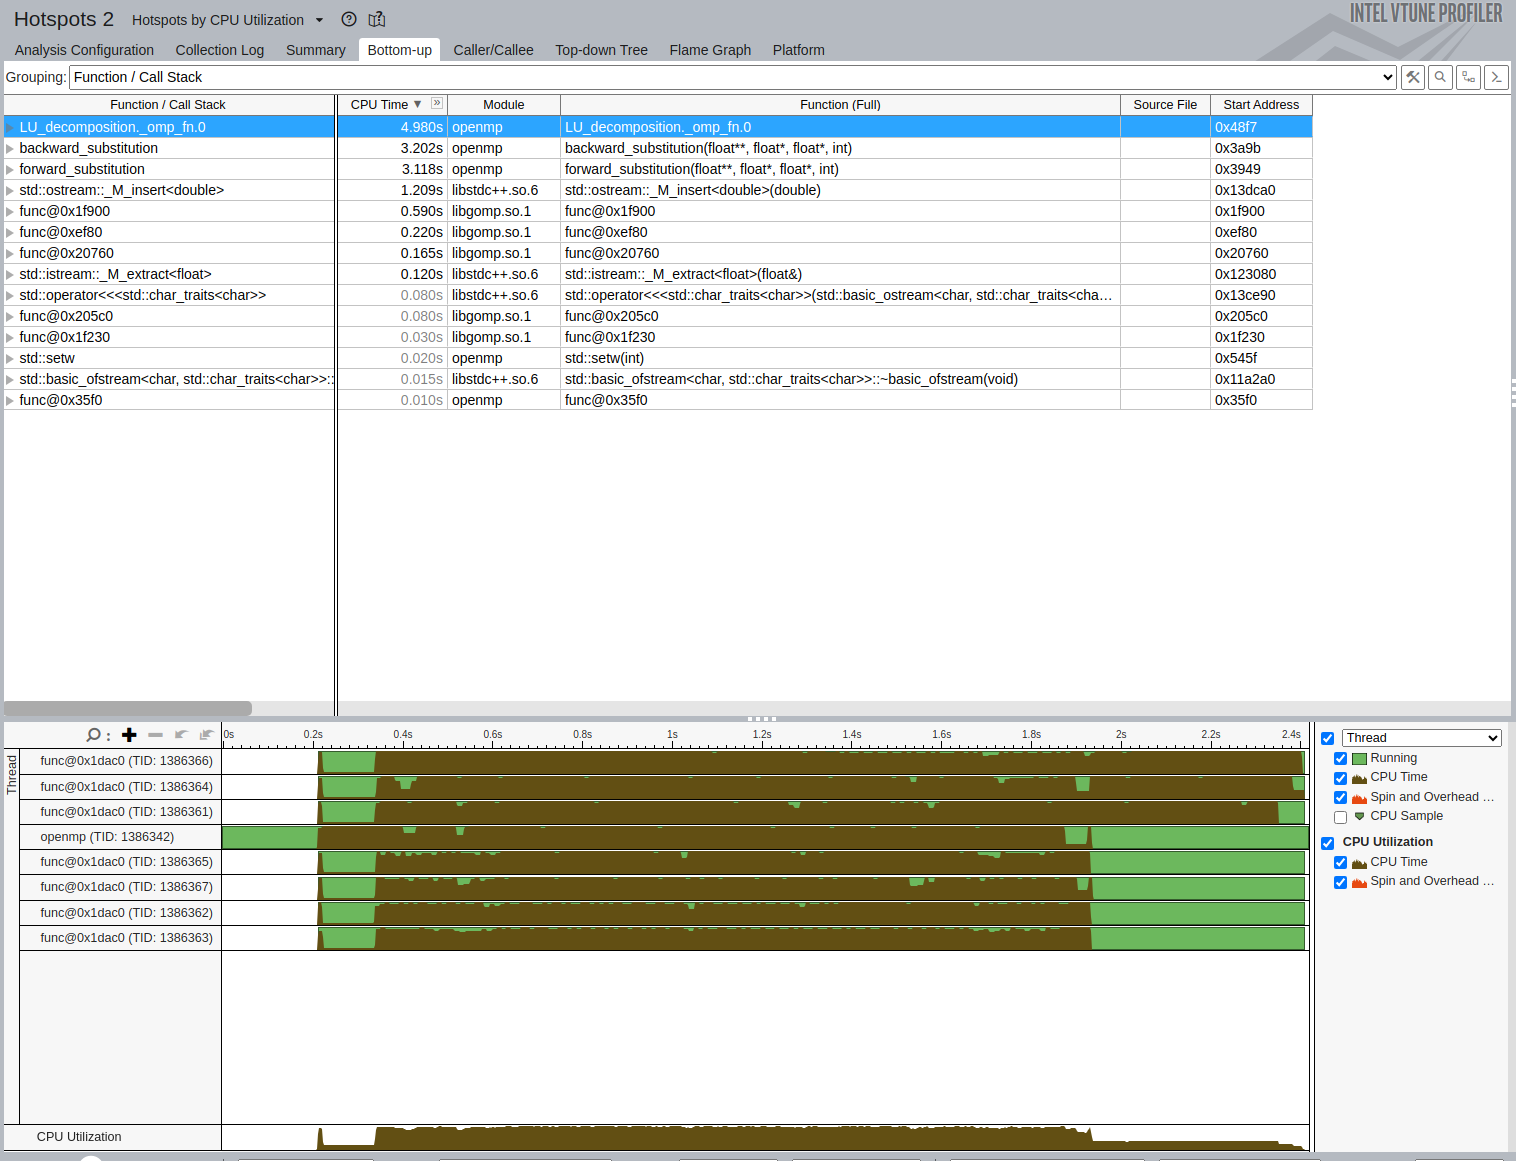 Hotspots 2 Hotspots by CPU Utilization
INTEL VTUNE PROFILER
Analysis Configuration Collection Log Summary Bottom-up Caller/Callee Top-down Tree Flame Graph Platform
Grouping: Function / Call Stack
Function / Call Stack CPU Time Module Function (Full) Source File Start Address
LU_decomposition._omp_fn.0 4.980s openmp LU_decomposition._omp_fn.0 0x48f7
backward_substitution 3.202s openmp backward_substitution(float**, float*, float*, int) 0x3a9b
forward_substitution 3.118s openmp forward_substitution(float**, float*, float*, int) 0x3949
std::ostream::_M_insert<double> 1.209s libstdc++.so.6 std::ostream::_M_insert<double>(double) 0x13dca0
func@0x1f900 0.590s libgomp.so.1 func@0x1f900 0x1f900
func@0xef80 0.220s libgomp.so.1 func@0xef80 0xef80
func@0x20760 0.165s libgomp.so.1 func@0x20760 0x20760
std::istream::_M_extract<float> 0.120s libstdc++.so.6 std::istream::_M_extract<float>(float&) 0x123080
std::operator<<<std::char_traits<char>> 0.080s libstdc++.so.6 std::operator<<<std::char_traits<char>>(std::basic_ostream<char, std::char_traits<cha… 0x13ce90
func@0x205c0 0.080s libgomp.so.1 func@0x205c0 0x205c0
func@0x1f230 0.030s libgomp.so.1 func@0x1f230 0x1f230
std::setw 0.020s openmp std::setw(int) 0x545f
std::basic_ofstream<char, std::char_traits<char>>:: 0.015s libstdc++.so.6 std::basic_ofstream<char, std::char_traits<char>>::~basic_ofstream(void) 0x11a2a0
func@0x35f0 0.010s openmp func@0x35f0 0x35f0
0s 0.2s 0.4s 0.6s 0.8s 1s 1.2s 1.4s 1.6s 1.8s 2s 2.2s 2.4s
Thread
func@0x1dac0 (TID: 1386366)
func@0x1dac0 (TID: 1386364)
func@0x1dac0 (TID: 1386361)
openmp (TID: 1386342)
func@0x1dac0 (TID: 1386365)
func@0x1dac0 (TID: 1386367)
func@0x1dac0 (TID: 1386362)
func@0x1dac0 (TID: 1386363)
CPU Utilization
Thread
Running
CPU Time
Spin and Overhead …
CPU Sample
CPU Utilization
CPU Time
Spin and Overhead …